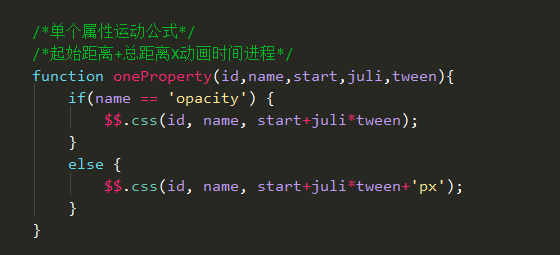 /*单个属性运动公式*/
/*起始距离+总距离X动画时间进程*/
function oneProperty(id,name,start,juli,tween){
if(name == 'opacity') {
$$.css(id, name, start+juli*tween);
}
else {
$$.css(id, name, start+juli*tween+'px');
}
}